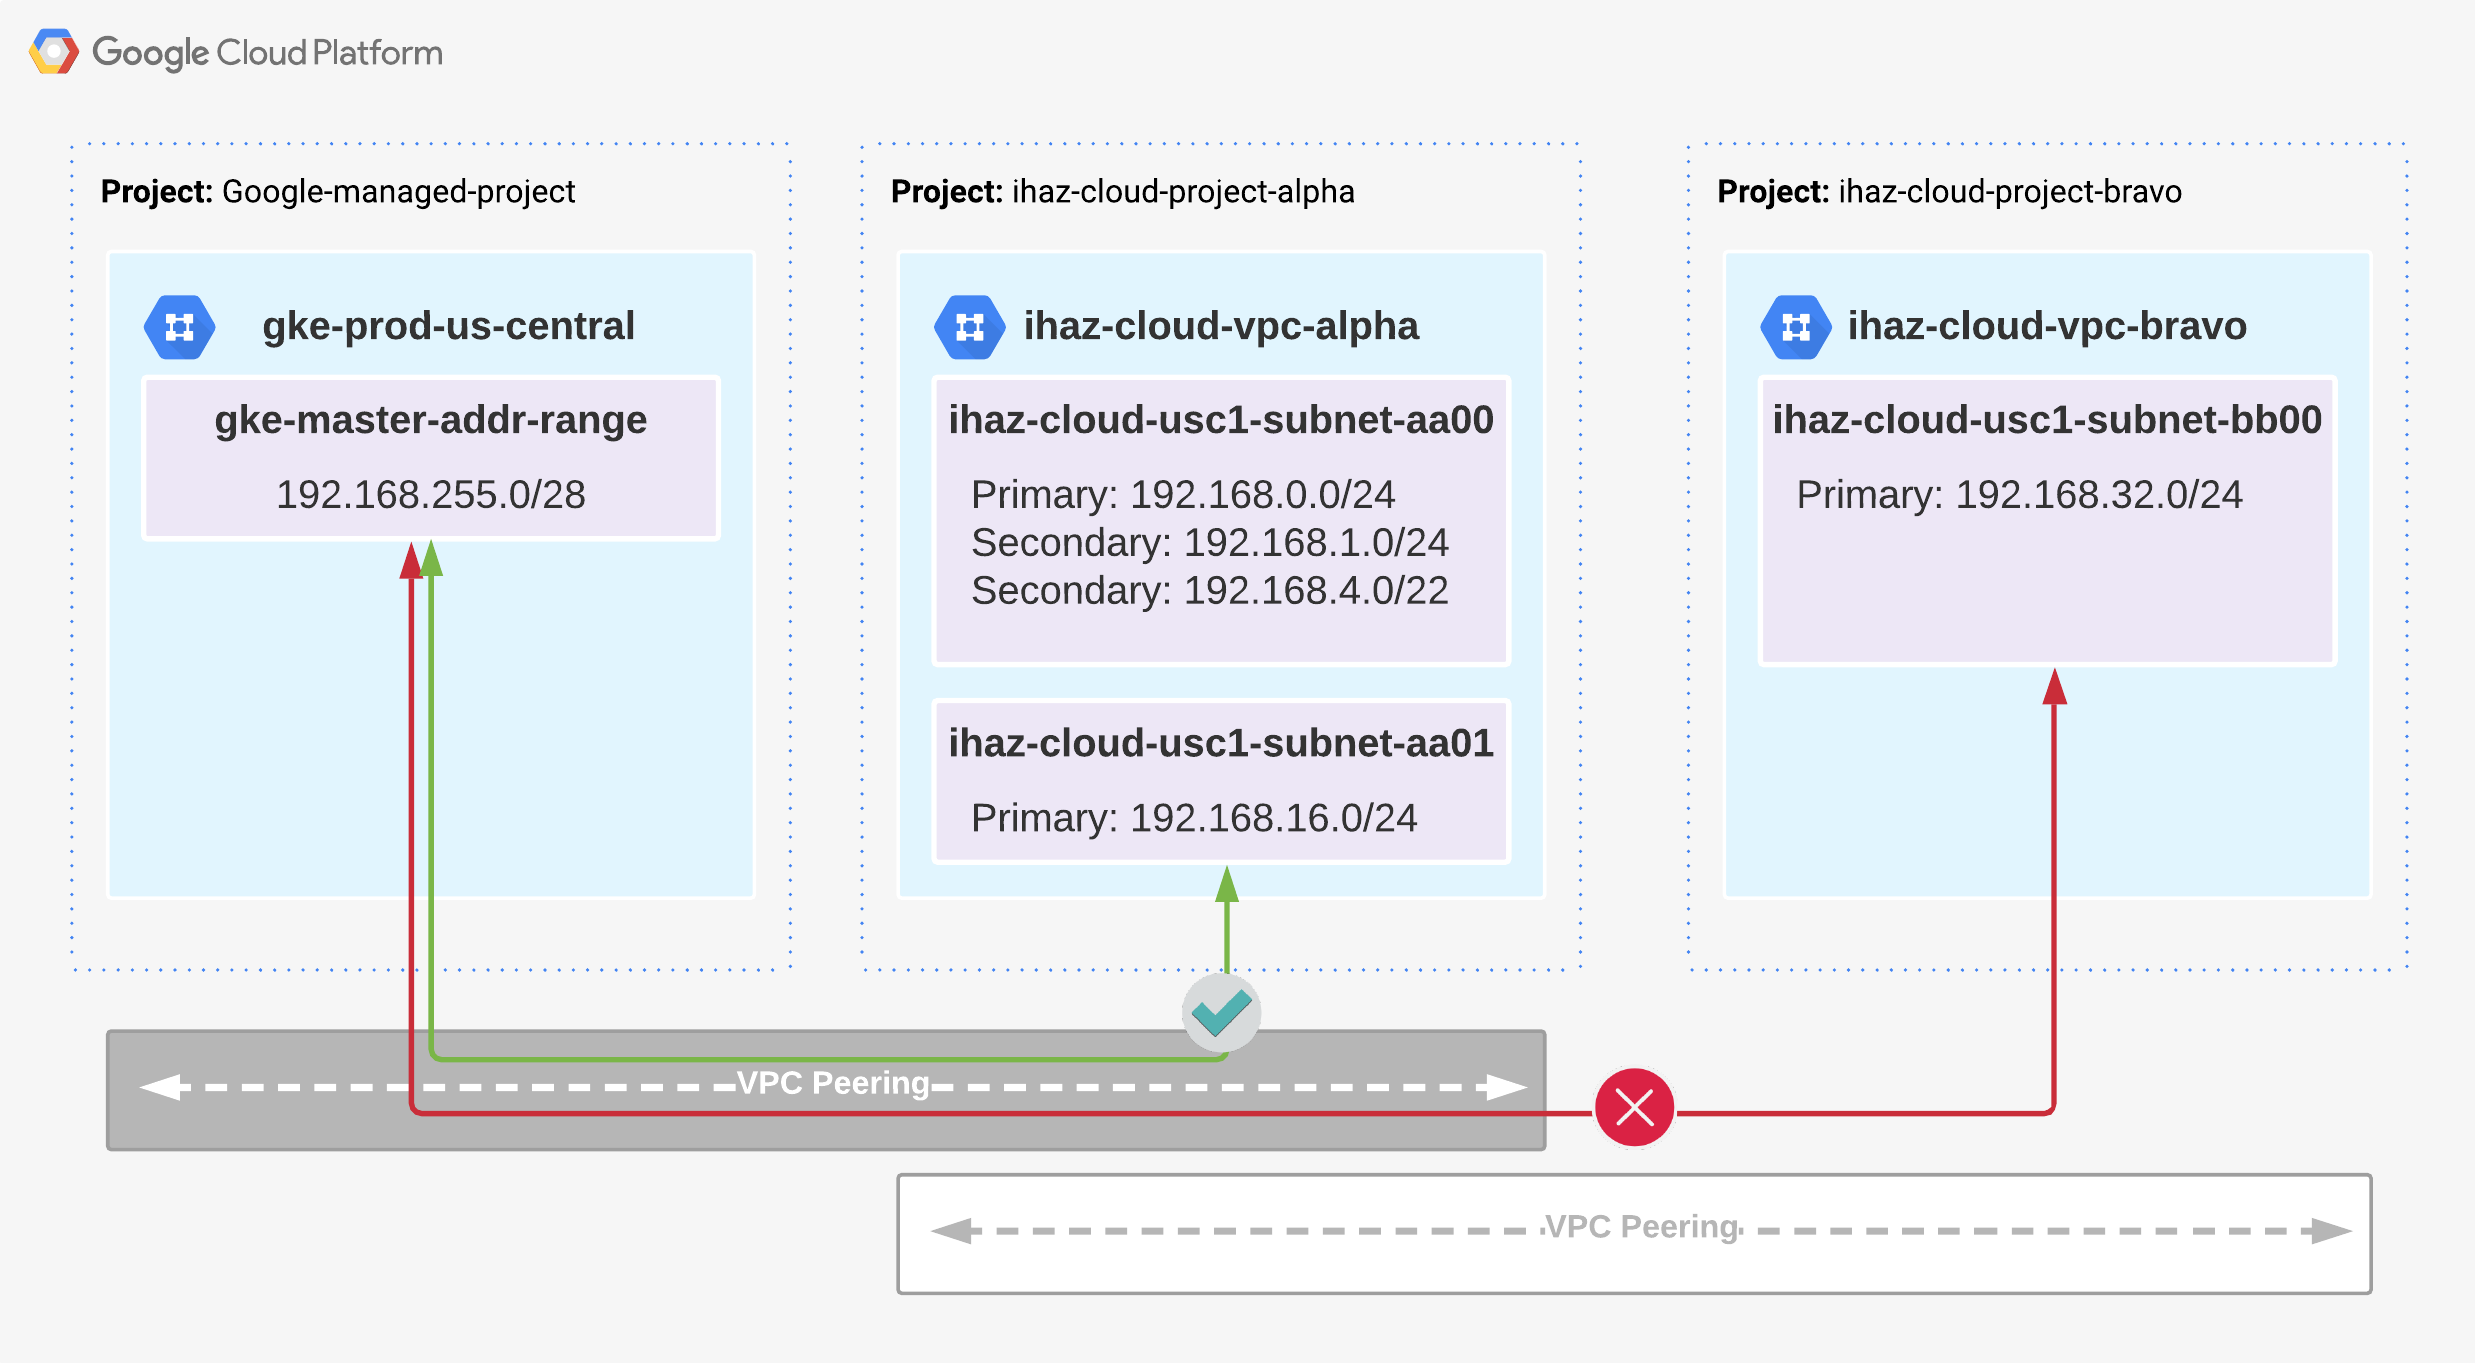 Google Cloud Platform
Project: Google-managed-project
gke-prod-us-central
gke-master-addr-range
192.168.255.0/28
Project: ihaz-cloud-project-alpha
ihaz-cloud-vpc-alpha
ihaz-cloud-usc1-subnet-aa00
Primary: 192.168.0.0/24
Secondary: 192.168.1.0/24
Secondary: 192.168.4.0/22
ihaz-cloud-usc1-subnet-aa01
Primary: 192.168.16.0/24
Project: ihaz-cloud-project-bravo
ihaz-cloud-vpc-bravo
ihaz-cloud-usc1-subnet-bb00
Primary: 192.168.32.0/24
VPC Peering
VPC Peering